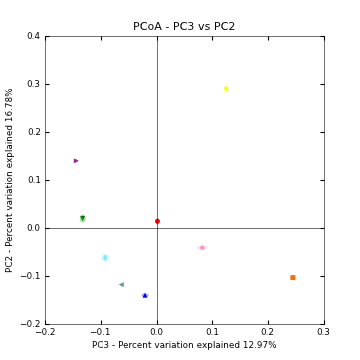 PCoA - PC3 vs PC2
0.4
0.3
0.2
0.1
0.0
−0.1
−0.2
PC2 - Percent variation explained 16.78%
−0.2 −0.1 0.0 0.1 0.2 0.3
PC3 - Percent variation explained 12.97%